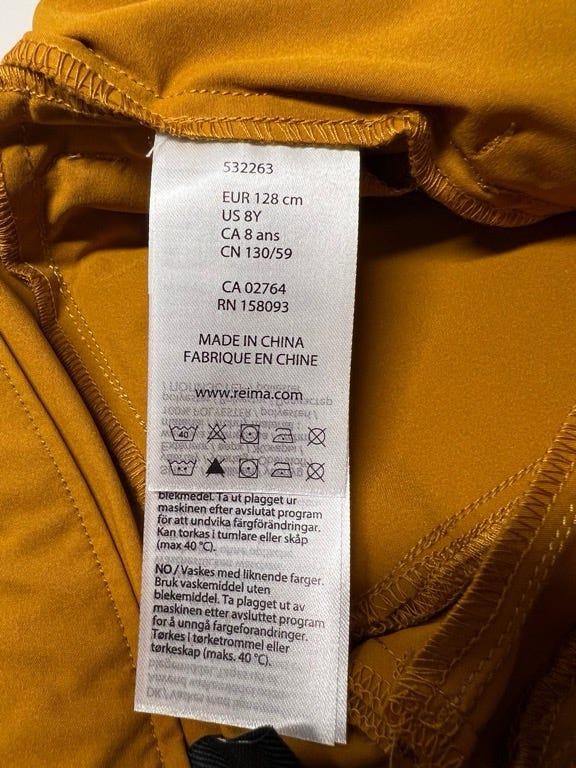 532263
EUR 128 cm
US 8Y
CA 8 ans
CN 130/59
CA 02764
RN 158093
MADE IN CHINA
FABRIQUE EN CHINE
www.reima.com
40
blekmedel. Ta ut plagget ur
maskinen efter avslutat program
för att undvika färgförändringar.
Kan torkas i tumlare eller skåp
(max 40 °C).
NO / Vaskes med liknende farger.
Bruk vaskemiddel uten
blekemiddel. Ta plagget ut av
maskinen etter avsluttet program
for å unngå fargeforandringer.
Tørkes i tørketrommel eller
tørkeskap (maks. 40 °C).